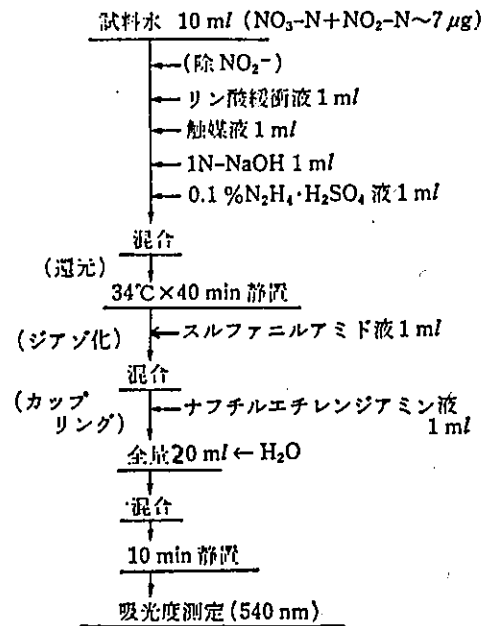 試料水 10 ml (NO₃-N+NO₂-N~7 μg)
(除 NO₂⁻)
リン酸緩衝液 1 ml
触媒液 1 ml
1N-NaOH 1 ml
0.1 %N₂H₄·H₂SO₄ 液 1 ml
混合
(還元)
34℃×40 min 静置
(ジアゾ化)
スルファニルアミド液 1 ml
混合
(カップ
リング)
ナフチルエチレンジアミン液
1 ml
全量20 ml ← H₂O
混合
10 min 静置
吸光度測定 (540 nm)